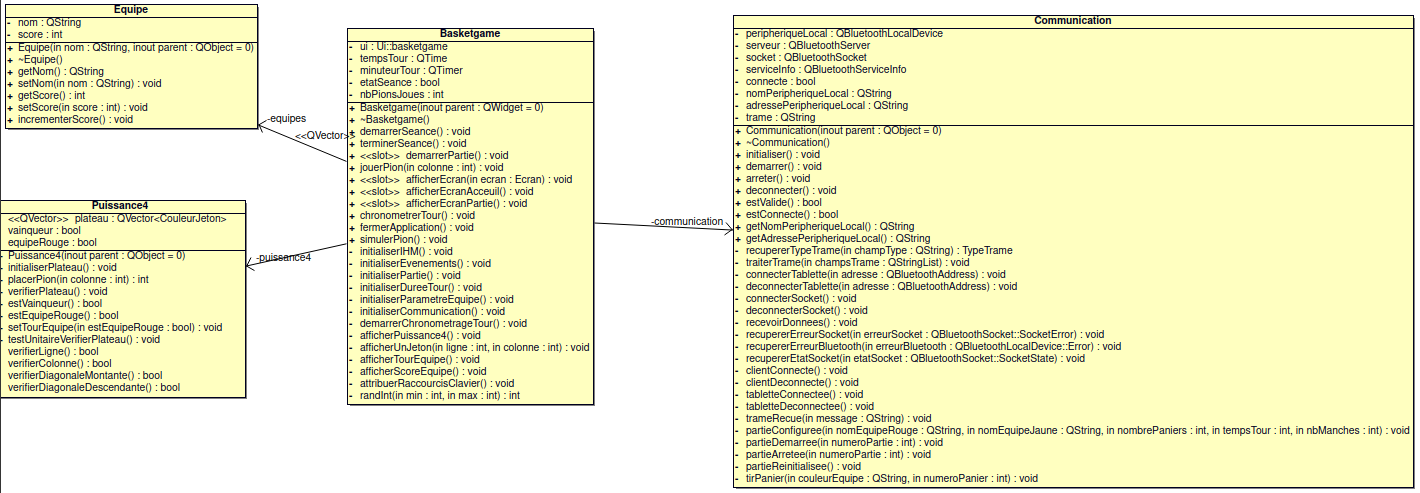 Equipe
- nom : QString
- score : int
+ Equipe(in nom : QString, inout parent : QObject = 0)
+ ~Equipe()
+ getNom() : QString
+ setNom(in nom : QString) : void
+ getScore() : int
+ setScore(in score : int) : void
+ incrementerScore() : void
-equipes
<<QVector>>
Puissance4
<<QVector>> plateau : QVector<CouleurJeton>
vainqueur : bool
equipeRouge : bool
Puissance4(inout parent : QObject = 0)
initialiserPlateau() : void
placerPion(in colonne : int) : int
verifierPlateau() : void
estVainqueur() : bool
estEquipeRouge() : bool
setTourEquipe(in estEquipeRouge : bool) : void
testUnitaireVerifierPlateau() : void
verifierLigne() : bool
verifierColonne() : bool
verifierDiagonaleMontante() : bool
verifierDiagonaleDescendante() : bool
-puissance4
Basketgame
- ui : Ui::basketgame
- tempsTour : QTime
- minuteurTour : QTimer
- etatSeance : bool
- nbPionsJoues : int
+ Basketgame(inout parent : QWidget = 0)
+ ~Basketgame()
+ demarrerSeance() : void
+ terminerSeance() : void
+ <<slot>> demarrerPartie() : void
+ jouerPion(in colonne : int) : void
+ <<slot>> afficherEcran(in ecran : Ecran) : void
+ <<slot>> afficherEcranAcceuil() : void
+ <<slot>> afficherEcranPartie() : void
+ chronometrerTour() : void
+ fermerApplication() : void
+ simulerPion() : void
- initialiserIHM() : void
- initialiserEvenements() : void
- initialiserPartie() : void
- initialiserDureeTour() : void
- initialiserParametreEquipe() : void
- initialiserCommunication() : void
- demarrerChronometrageTour() : void
- afficherPuissance4() : void
- afficherUnJeton(in ligne : int, in colonne : int) : void
- afficherTourEquipe() : void
- afficherScoreEquipe() : void
- attribuerRaccourcisClavier() : void
- randInt(in min : int, in max : int) : int
-communication
Communication
- peripheriqueLocal : QBluetoothLocalDevice
- serveur : QBluetoothServer
- socket : QBluetoothSocket
- serviceInfo : QBluetoothServiceInfo
- connecte : bool
- nomPeripheriqueLocal : QString
- adressePeripheriqueLocal : QString
- trame : QString
+ Communication(inout parent : QObject = 0)
+ ~Communication()
+ initialiser() : void
+ demarrer() : void
+ arreter() : void
+ deconnecter() : void
+ estValide() : bool
+ estConnecte() : bool
+ getNomPeripheriqueLocal() : QString
+ getAdressePeripheriqueLocal() : QString
- recupererTypeTrame(in champType : QString) : TypeTrame
- traiterTrame(in champsTrame : QStringList) : void
- connecterTablette(in adresse : QBluetoothAddress) : void
- deconnecterTablette(in adresse : QBluetoothAddress) : void
- connecterSocket() : void
- deconnecterSocket() : void
- recevoirDonnees() : void
- recupererErreurSocket(in erreurSocket : QBluetoothSocket::SocketError) : void
- recupererErreurBluetooth(in erreurBluetooth : QBluetoothLocalDevice::Error) : void
- recupererEtatSocket(in etatSocket : QBluetoothSocket::SocketState) : void
- clientConnecte() : void
- clientDeconnecte() : void
- tabletteConnectee() : void
- tabletteDeconnectee() : void
- trameRecue(in message : QString) : void
- partieConfiguree(in nomEquipeRouge : QString, in nomEquipeJaune : QString, in nombrePaniers : int, in tempsTour : int, in nbManches : int) : void
- partieDemarree(in numeroPartie : int) : void
- partieArretee(in numeroPartie : int) : void
- partieReinitialisee() : void
- tirPanier(in couleurEquipe : QString, in numeroPanier : int) : void